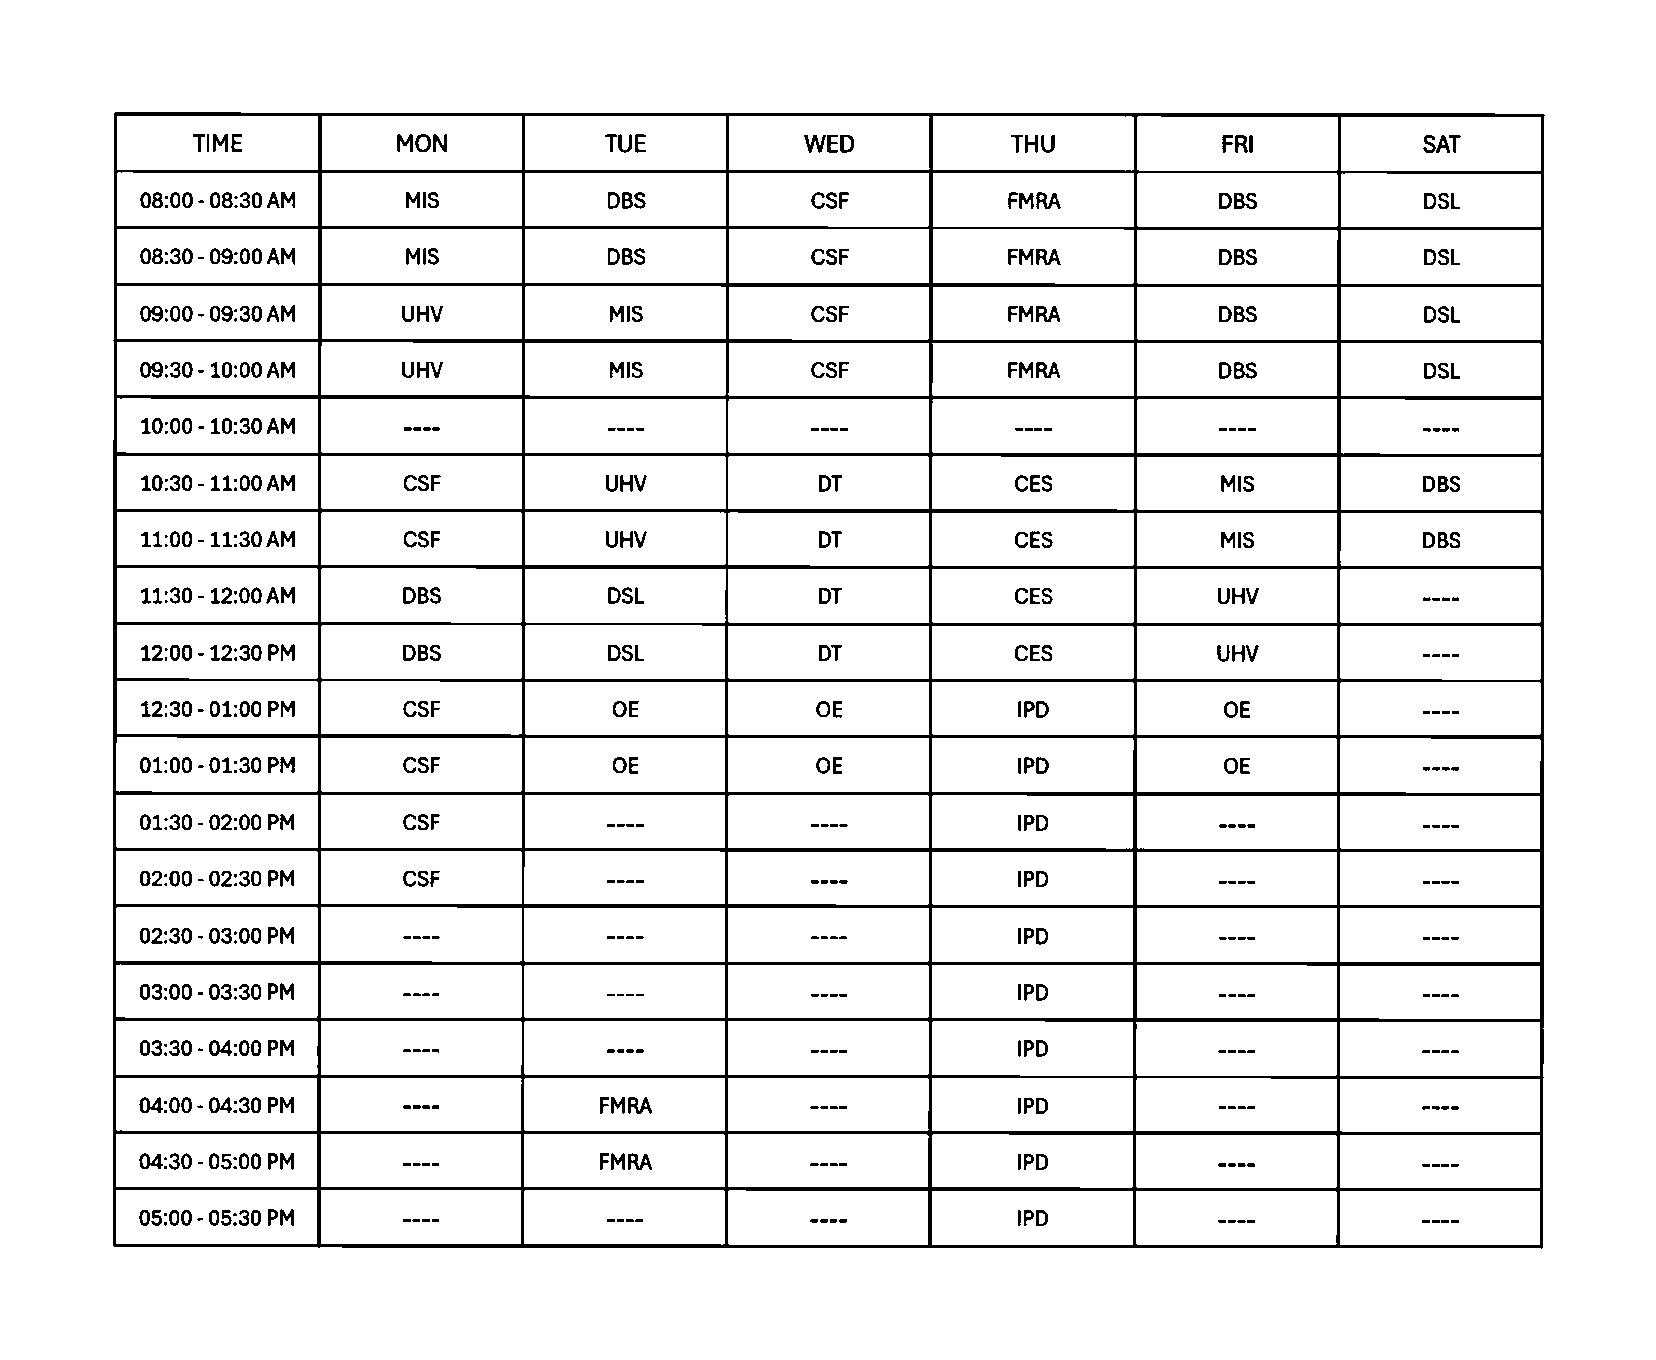 TIME MON TUE WED THU FRI SAT
08:00 - 08:30 AM MIS DBS CSF FMRA DBS DSL
08:30 - 09:00 AM MIS DBS CSF FMRA DBS DSL
09:00 - 09:30 AM UHV MIS CSF FMRA DBS DSL
09:30 - 10:00 AM UHV MIS CSF FMRA DBS DSL
10:00 - 10:30 AM ---- ---- ---- ---- ---- ----
10:30 - 11:00 AM CSF UHV DT CES MIS DBS
11:00 - 11:30 AM CSF UHV DT CES MIS DBS
11:30 - 12:00 AM DBS DSL DT CES UHV ----
12:00 - 12:30 PM DBS DSL DT CES UHV ----
12:30 - 01:00 PM CSF OE OE IPD OE ----
01:00 - 01:30 PM CSF OE OE IPD OE ----
01:30 - 02:00 PM CSF ---- ---- IPD ---- ----
02:00 - 02:30 PM CSF ---- ---- IPD ---- ----
02:30 - 03:00 PM ---- ---- ---- IPD ---- ----
03:00 - 03:30 PM ---- ---- ---- IPD ---- ----
03:30 - 04:00 PM ---- ---- ---- IPD ---- ----
04:00 - 04:30 PM ---- FMRA ---- IPD ---- ----
04:30 - 05:00 PM ---- FMRA ---- IPD ---- ----
05:00 - 05:30 PM ---- ---- ---- IPD ---- ----